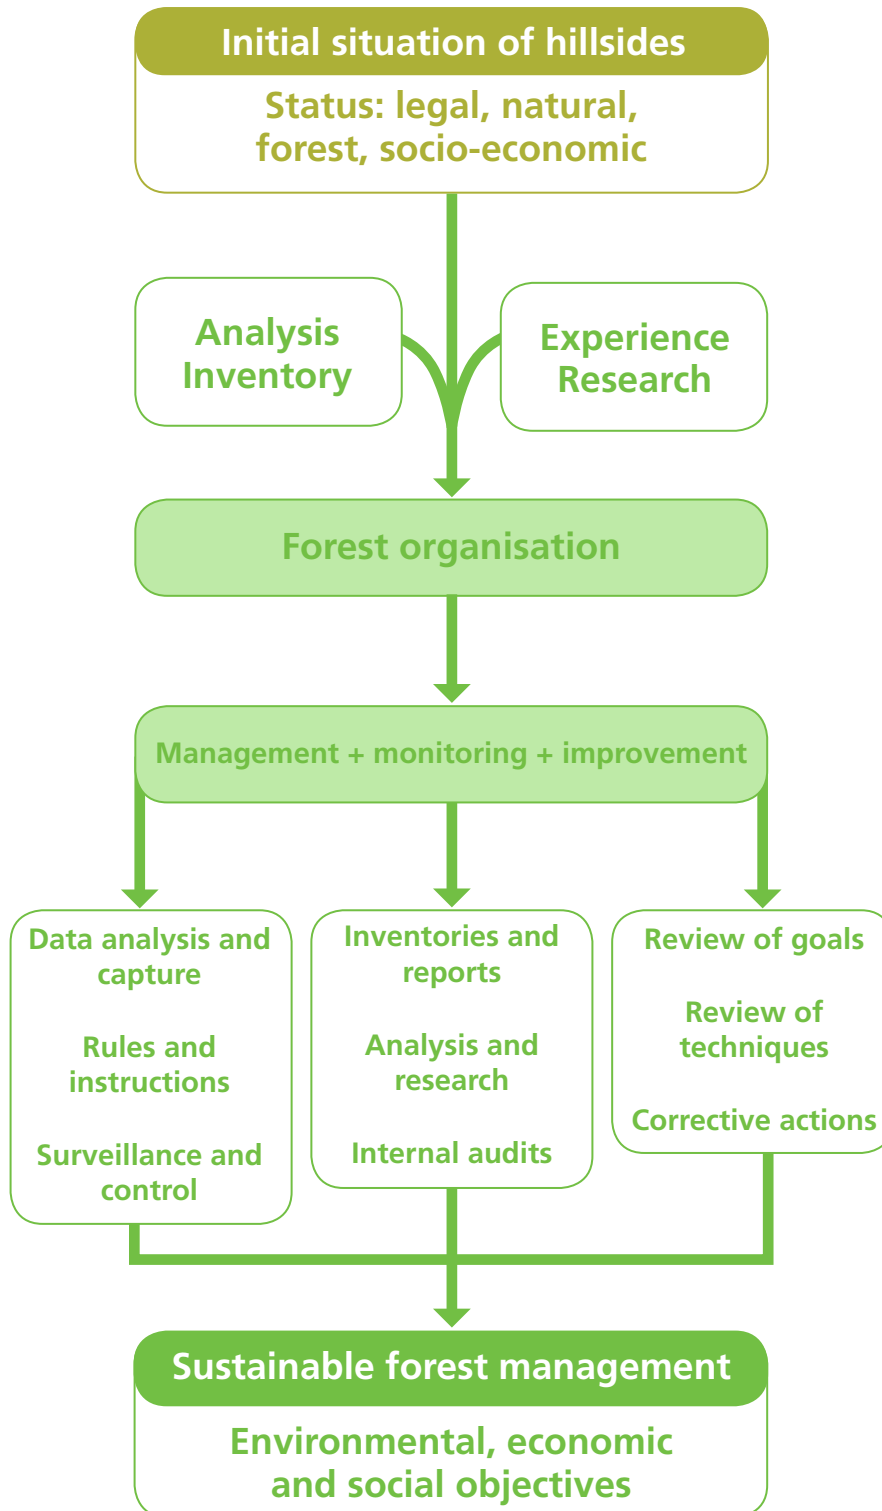 Initial situation of hillsides
Status: legal, natural,
forest, socio-economic
Analysis
Inventory
Experience
Research
Forest organisation
Management + monitoring + improvement
Data analysis and
capture
Rules and
instructions
Surveillance and
control
Inventories and
reports
Analysis and
research
Internal audits
Review of goals
Review of
techniques
Corrective actions
Sustainable forest management
Environmental, economic
and social objectives